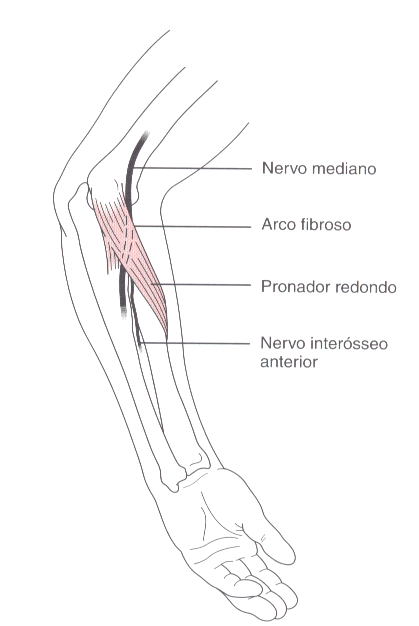 Nervo mediano
Arco fibroso
Pronador redondo
Nervo interósseo
anterior